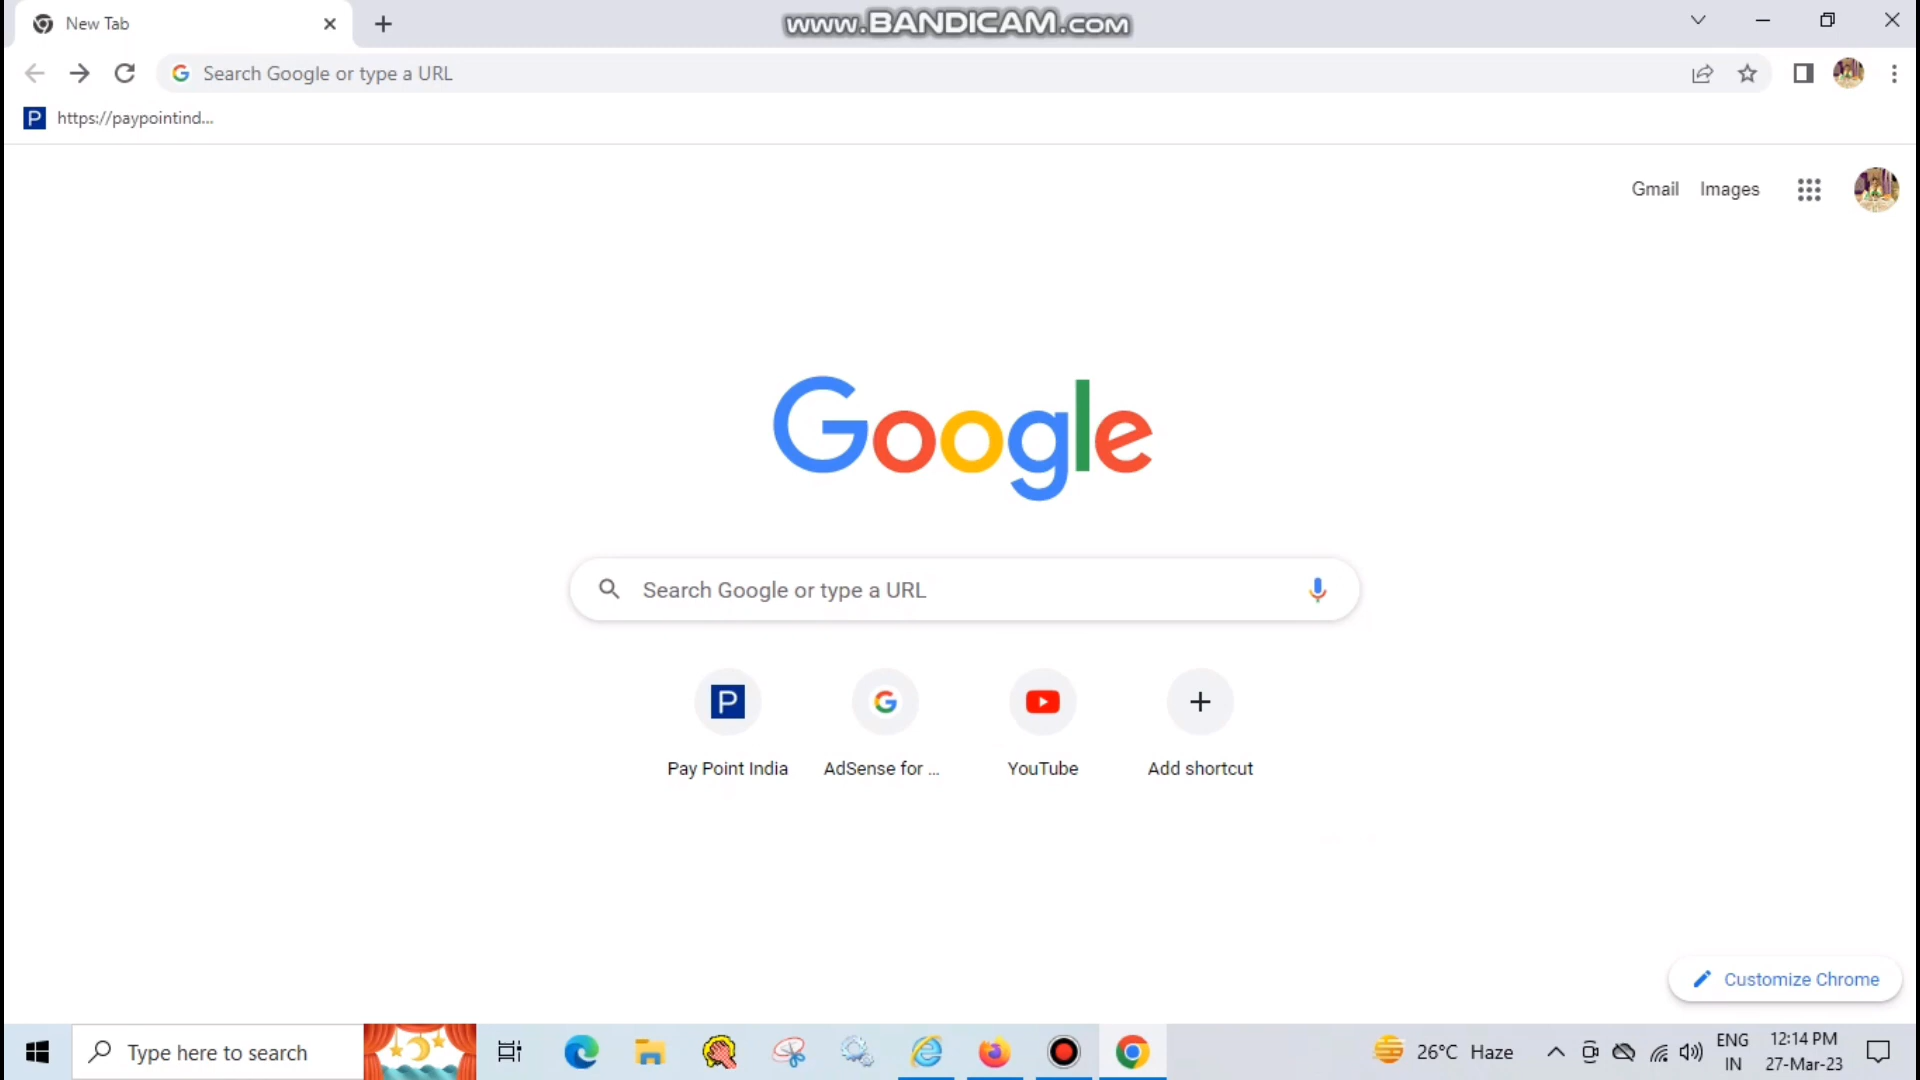 New Tab
www.BANDICAM.com
Search Google or type a URL
https://paypointind...
Gmail Images
Google
Search Google or type a URL
P
Pay Point India
AdSense for ...
YouTube
Add shortcut
Customize Chrome
Type here to search
26°C Haze
ENG
IN
12:14 PM
27-Mar-23